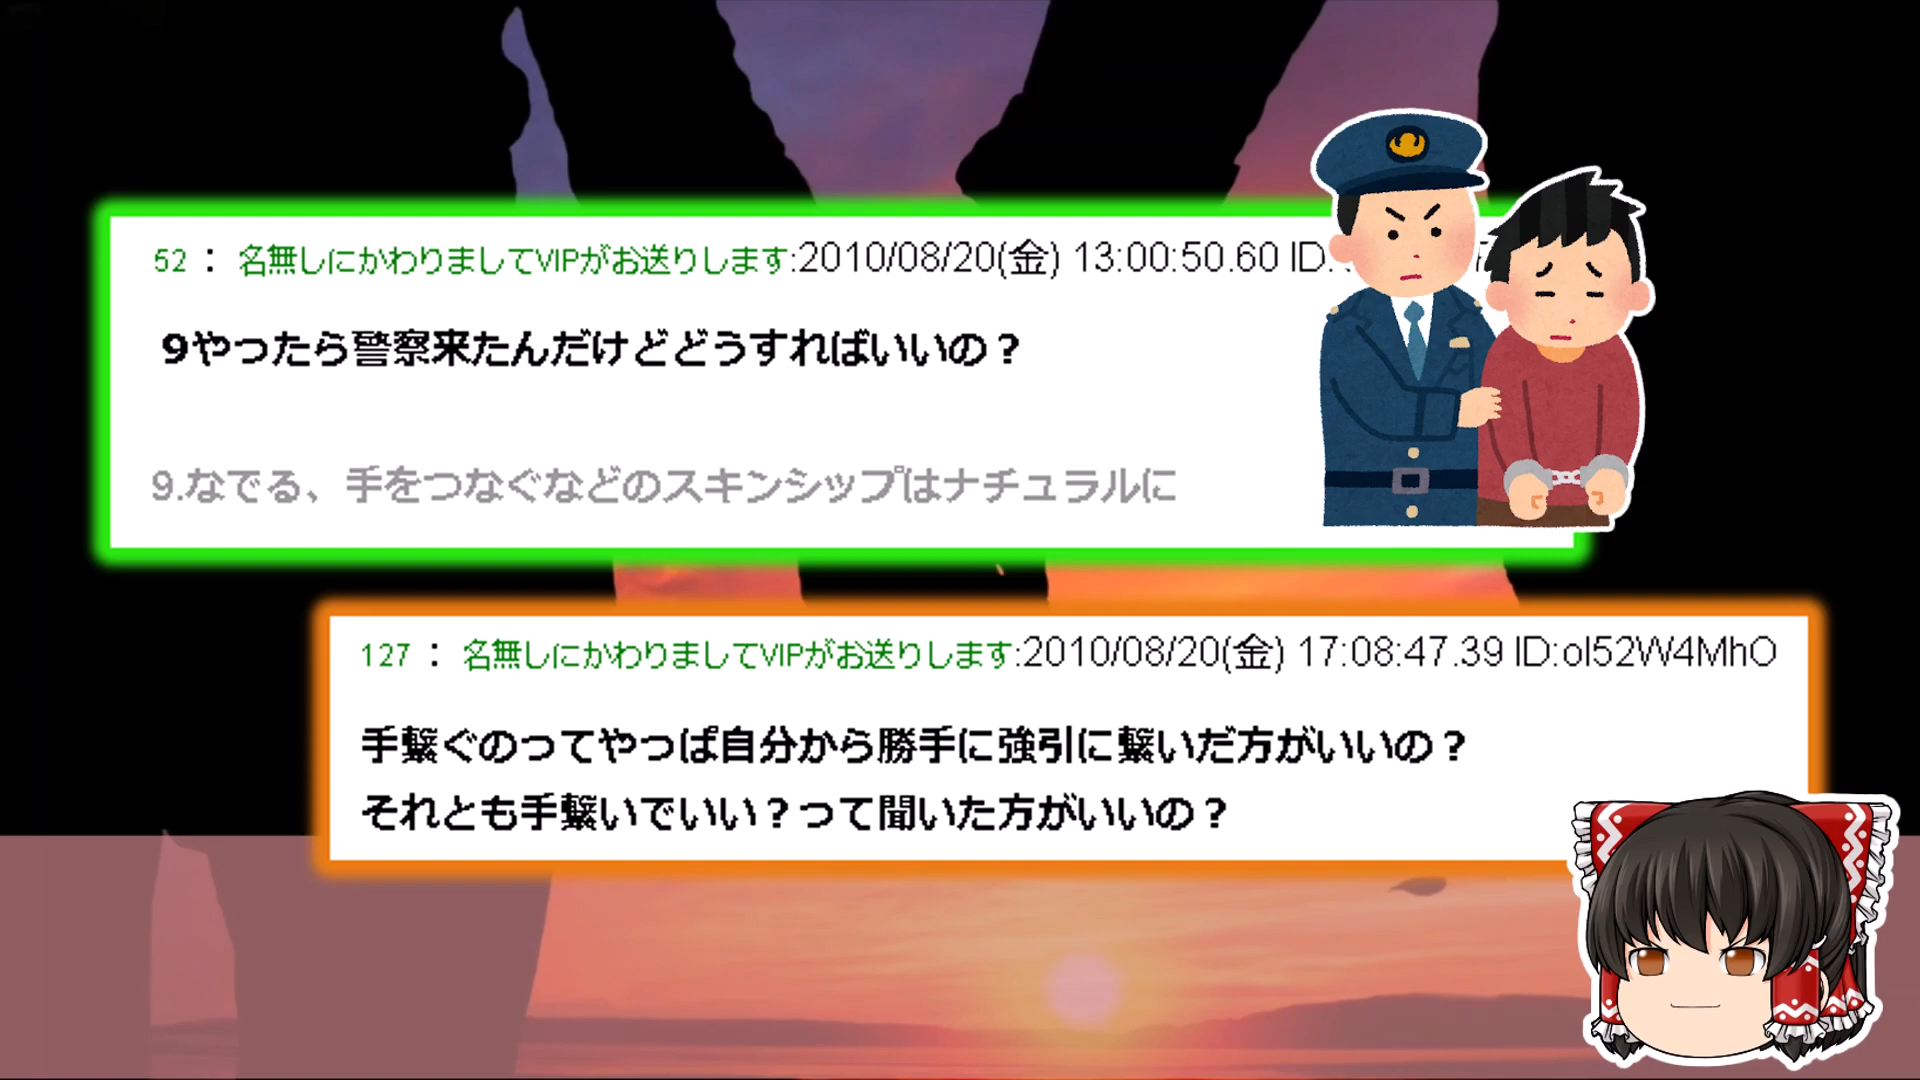 52 : 名無しにかわりましてVIPがお送りします:2010/08/20(金) 13:00:50.60 ID:
9やったら警察来たんだけどどうすればいいの？
9.なでる、手をつなぐなどのスキンシップはナチュラルに
127 : 名無しにかわりましてVIPがお送りします:2010/08/20(金) 17:08:47.39 ID:ol52W4MhO
手繋ぐのってやっぱ自分から勝手に強引に繋いだ方がいいの？
それとも手繋いでいい？って聞いた方がいいの？